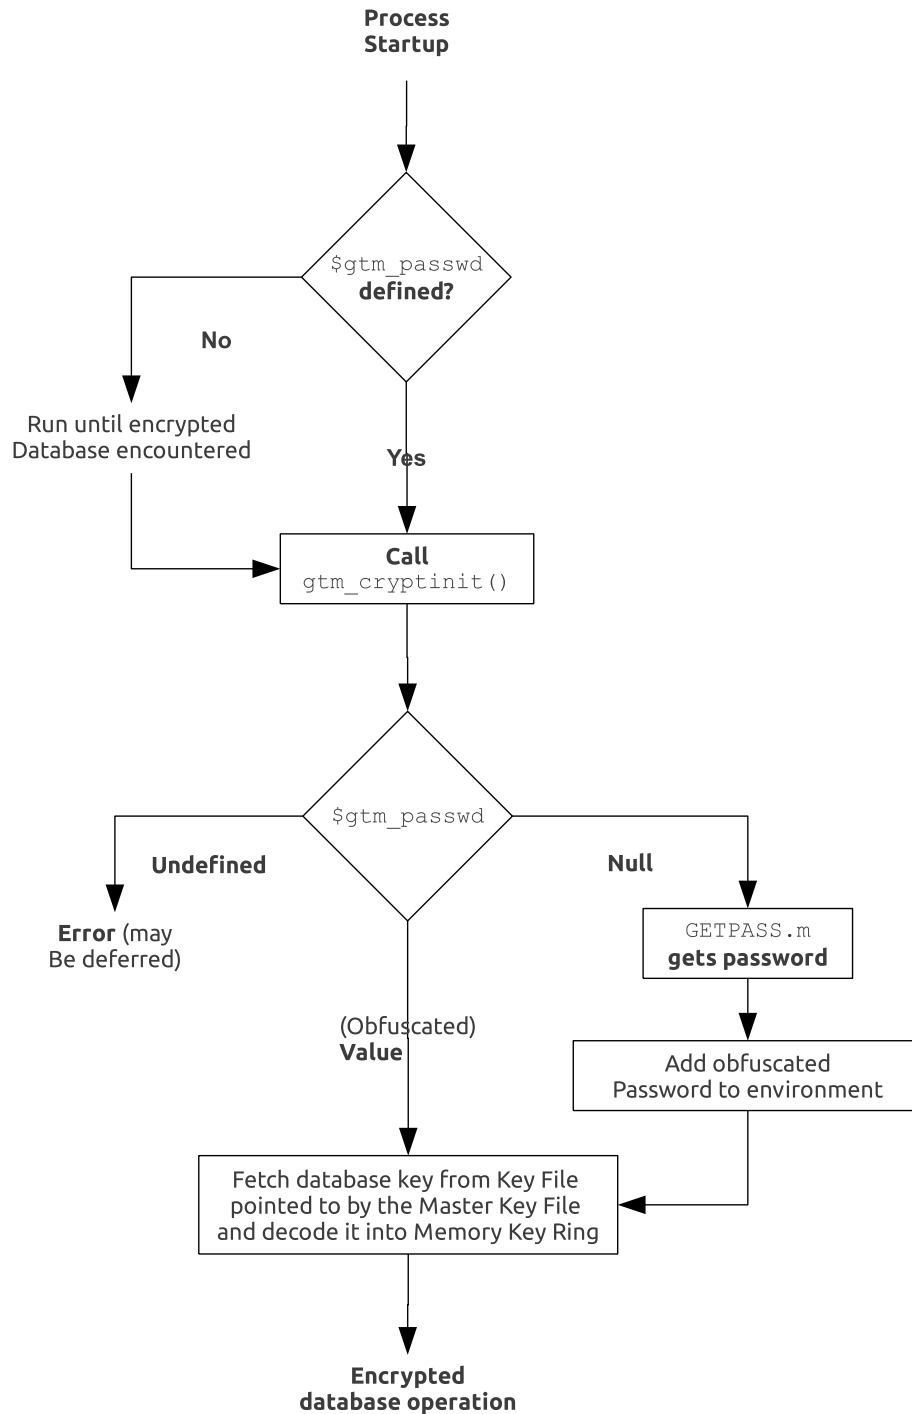 Process
Startup
$gtm_passwd
defined?
No
Run until encrypted
Database encountered
Yes
Call
gtm_cryptinit()
$gtm_passwd
Undefined
Null
Error (may
Be deferred)
GETPASS.m
gets password
(Obfuscated)
Value
Add obfuscated
Password to environment
Fetch database key from Key File
pointed to by the Master Key File
and decode it into Memory Key Ring
Encrypted
database operation